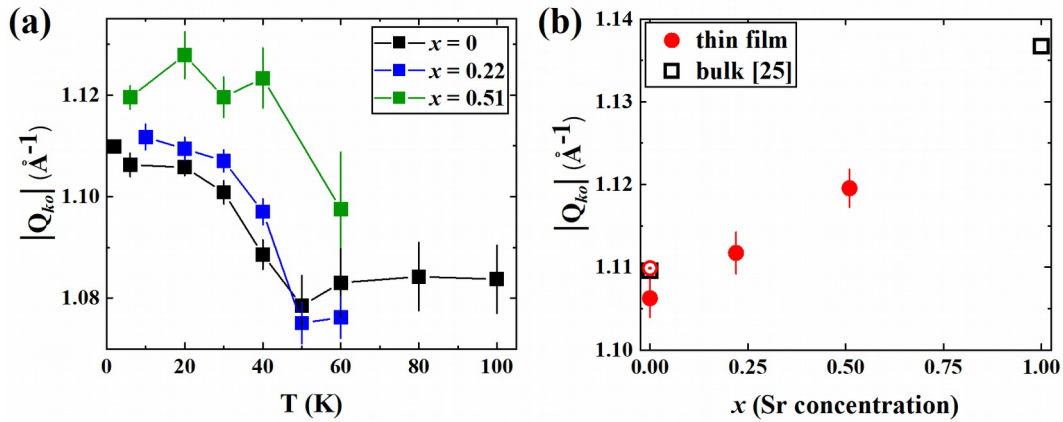 (a)
x = 0
x = 0.22
x = 0.51
1.12
1.10
1.08
|Q_ko| (Å⁻¹)
0 20 40 60 80 100
T (K)
(b)
thin film
bulk [25]
1.14
1.13
1.12
1.11
1.10
|Q_ko| (Å⁻¹)
0.00 0.25 0.50 0.75 1.00
x (Sr concentration)